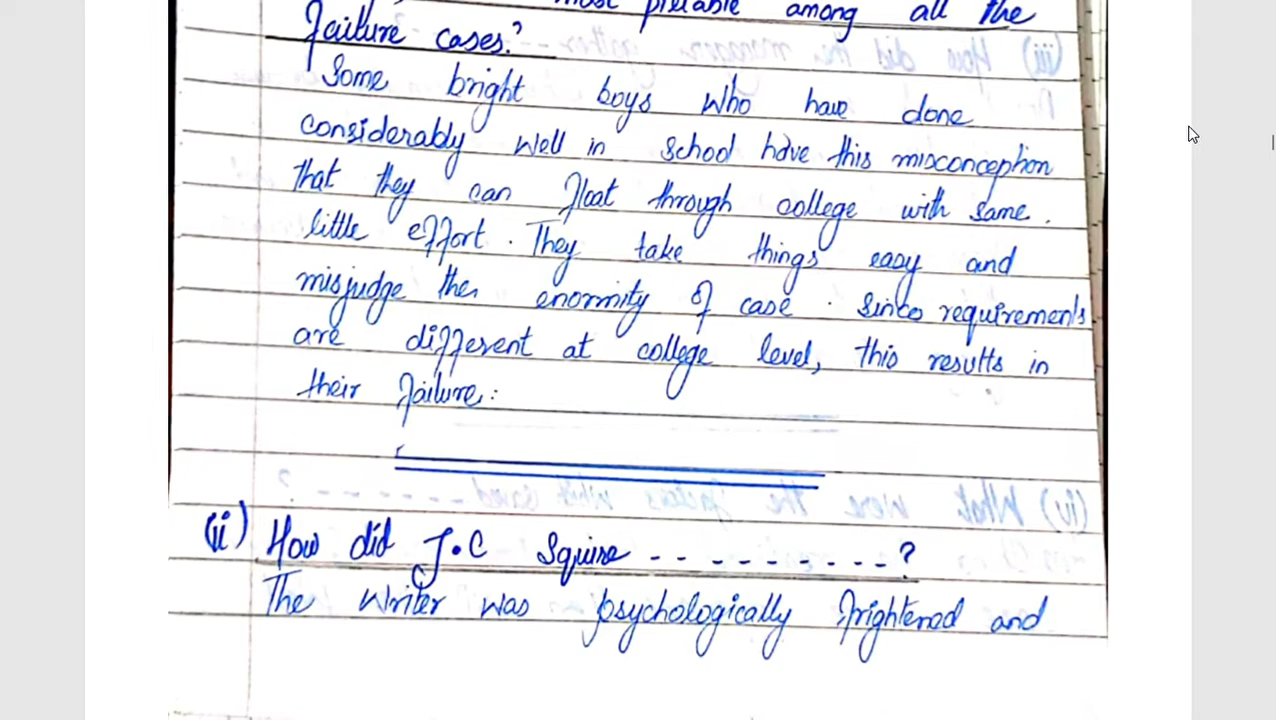 most pitiable among all the
failure cases?
Some bright boys who have done
considerably well in school have this misconception
that they can float through college with same
little effort. They take things easy and
misjudge the enormity of case. Since requirements
are different at college level, this results in
their failure.
(ii) How did J.C Squire - - - - - - - - - - ?
The writer was psychologically frightened and